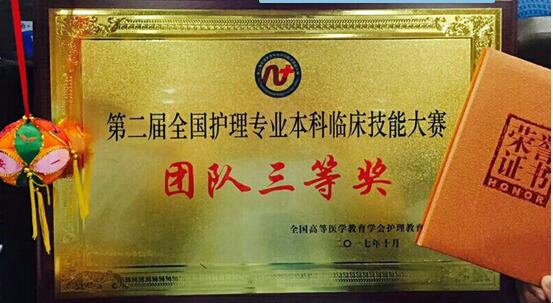 第二届全国护理专业本科临床技能大赛
团队三等奖
全国高等医学教育学会护理教育
二〇一七年十月
荣誉
证书
HONOR